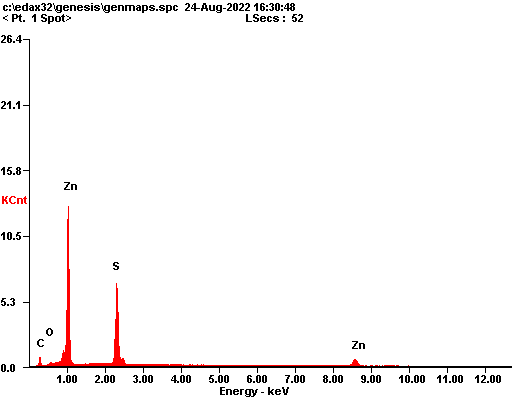 c:\edax32\genesis\genmaps.spc 24-Aug-2022 16:30:48
< Pt. 1 Spot> LSecs : 52
26.4
21.1
15.8
Zn
KCnt
10.5
S
5.3
O
C
Zn
0.0
1.00 2.00 3.00 4.00 5.00 6.00 7.00 8.00 9.00 10.00 11.00 12.00
Energy - keV